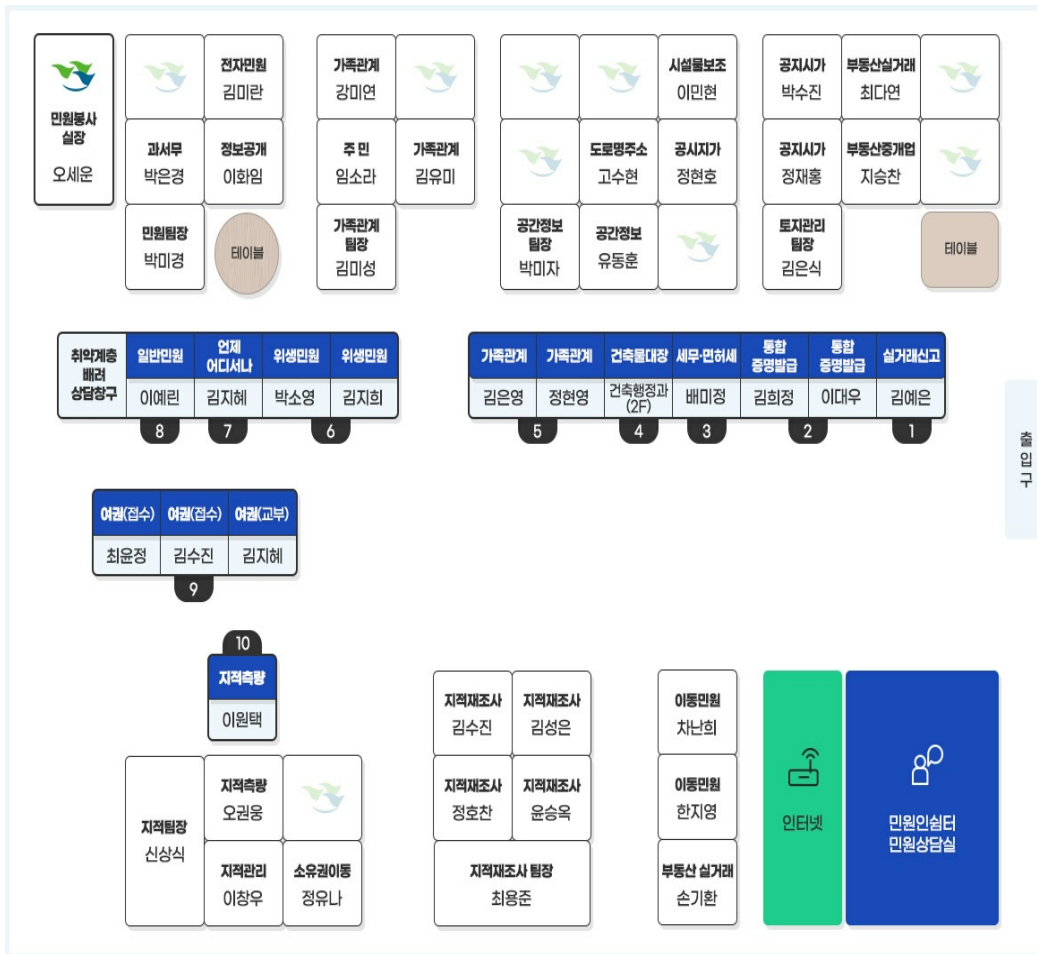 민원봉사
실장
오세운
전자민원
김미란
과서무
박은경
정보공개
이화임
민원팀장
박미경
테이블
가족관계
강미연
주 민
임소라
가족관계
김유미
가족관계
팀장
김미성
시설물보조
이민현
도로명주소
고수현
공시지가
정현호
공간정보
팀장
박미자
공간정보
유동훈
공지시가
박수진
부동산실거래
최다연
공지시가
정재홍
부동산중개업
지승찬
토지관리
팀장
김은식
테이블
취약계층
배려
상담창구
일반민원
이예린
8
언제
어디서나
김지혜
7
위생민원
박소영
위생민원
김지희
6
가족관계
김은영
가족관계
정현영
5
건축물대장
건축행정과
(2F)
4
세무·면허세
배미정
3
통합
증명발급
김희정
통합
증명발급
이대우
2
실거래신고
김예은
1
출입구
여권(접수)
최윤정
여권(접수)
김수진
여권(교부)
김지혜
9
10
지적측량
이원택
지적팀장
신상식
지적측량
오권웅
지적관리
이창우
소유권이동
정유나
지적재조사
김수진
지적재조사
김성은
지적재조사
정호찬
지적재조사
윤승옥
지적재조사 팀장
최용준
이동민원
차난희
이동민원
한지영
부동산 실거래
손기환
인터넷
민원인쉼터
민원상담실